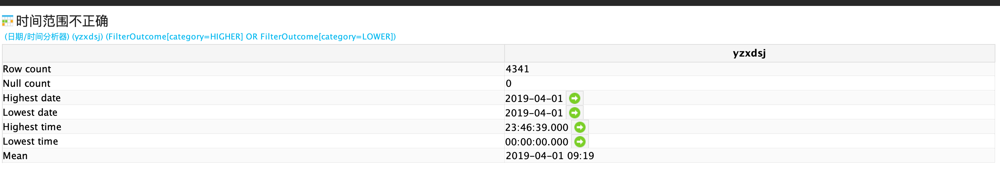 时间范围不正确
(日期/时间分析器) (yzxdsj) (FilterOutcome[category=HIGHER] OR FilterOutcome[category=LOWER])
yzxdsj
Row count 4341
Null count 0
Highest date 2019-04-01
Lowest date 2019-04-01
Highest time 23:46:39.000
Lowest time 00:00:00.000
Mean 2019-04-01 09:19